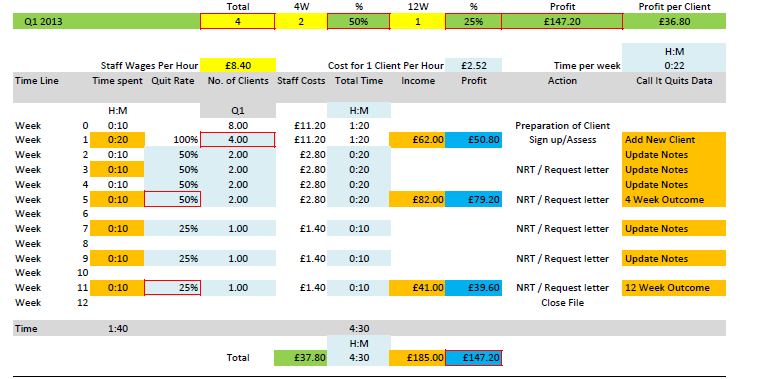 Total 4W % 12W % Profit Profit per Client
Q1 2013 4 2 50% 1 25% £147.20 £36.80
H:M
Staff Wages Per Hour £8.40 Cost for 1 Client Per Hour £2.52 Time per week 0:22
Time Line Time spent Quit Rate No. of Clients Staff Costs Total Time Income Profit Action Call It Quits Data
H:M Q1 H:M
Week 0 0:10 8.00 £11.20 1:20 Preparation of Client
Week 1 0:20 100% 4.00 £11.20 1:20 £62.00 £50.80 Sign up/Assess Add New Client
Week 2 0:10 50% 2.00 £2.80 0:20 Update Notes
Week 3 0:10 50% 2.00 £2.80 0:20 NRT / Request letter Update Notes
Week 4 0:10 50% 2.00 £2.80 0:20 Update Notes
Week 5 0:10 50% 2.00 £2.80 0:20 £82.00 £79.20 NRT / Request letter 4 Week Outcome
Week 6
Week 7 0:10 25% 1.00 £1.40 0:10 NRT / Request letter Update Notes
Week 8
Week 9 0:10 25% 1.00 £1.40 0:10 NRT / Request letter Update Notes
Week 10
Week 11 0:10 25% 1.00 £1.40 0:10 £41.00 £39.60 NRT / Request letter 12 Week Outcome
Week 12 Close File
Time 1:40 4:30
H:M
Total £37.80 4:30 £185.00 £147.20